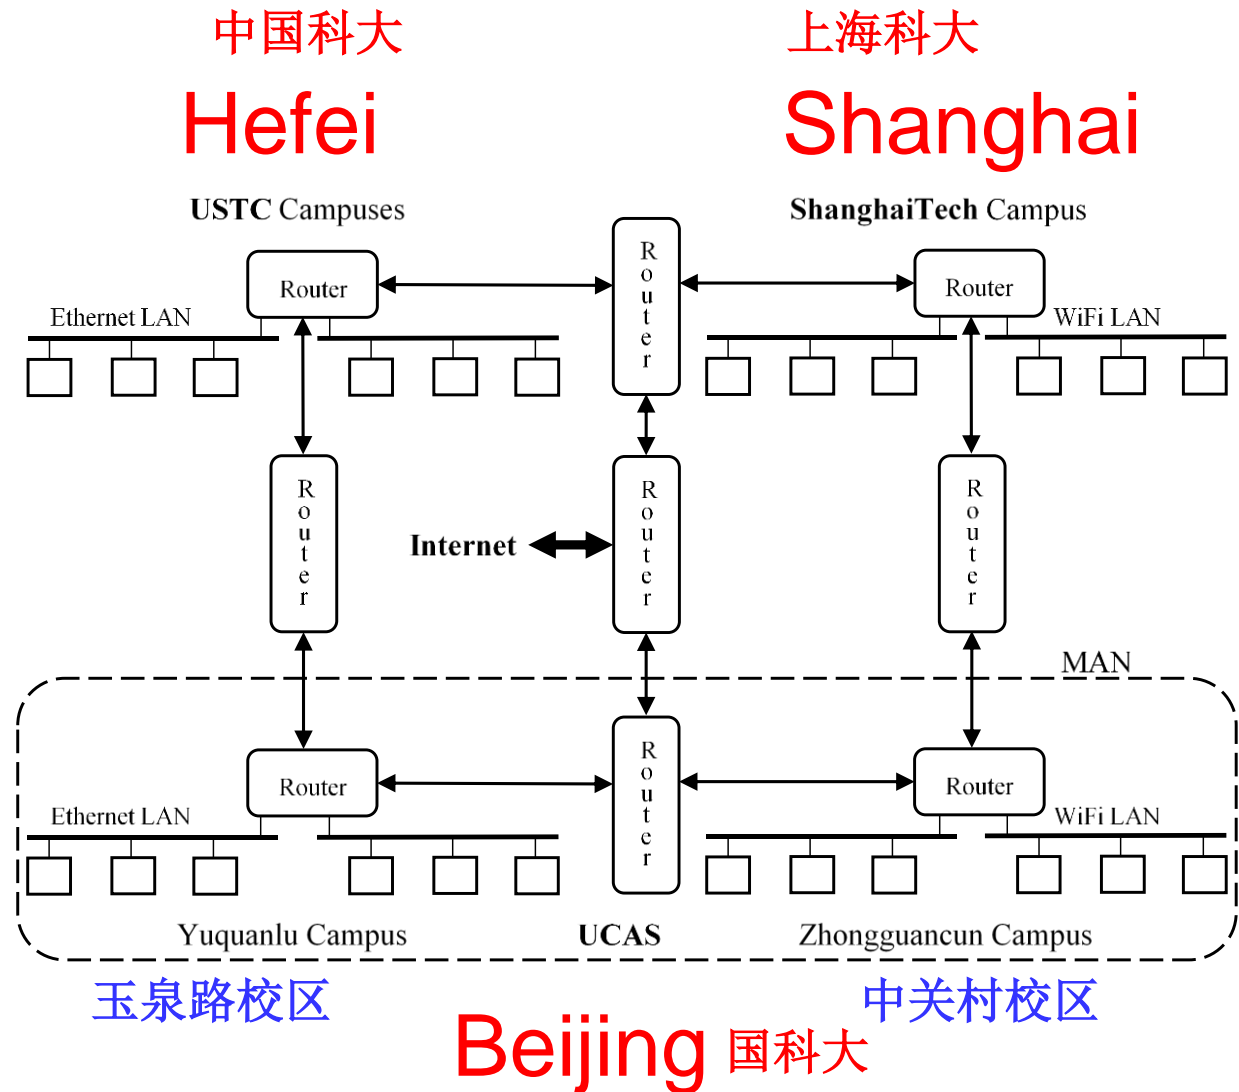 中国科大
上海科大
Hefei
Shanghai
USTC Campuses
ShanghaiTech Campus
Router
Router
Router
Ethernet LAN
WiFi LAN
Router
Internet
Router
Router
MAN
Router
Router
Router
Ethernet LAN
WiFi LAN
Yuquanlu Campus
UCAS
Zhongguancun Campus
玉泉路校区
中关村校区
Beijing 国科大